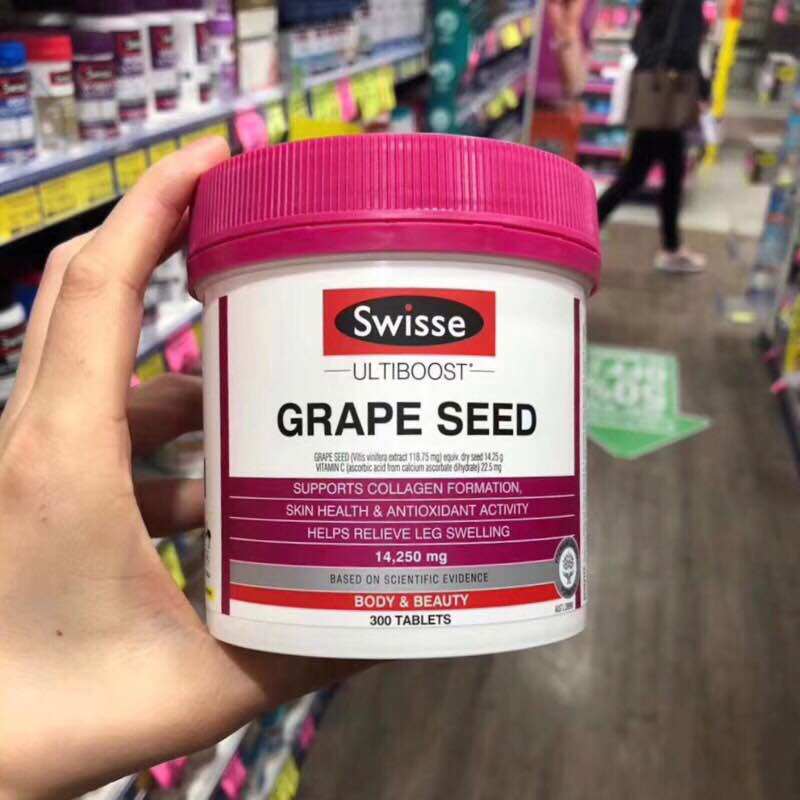 Swisse
ULTIBOOST®
GRAPE SEED
GRAPE SEED (Vitis vinifera extract 118.75 mg) equiv. dry seed 14.25 g
VITAMIN C (ascorbic acid from calcium ascorbate dihydrate) 22.5 mg
SUPPORTS COLLAGEN FORMATION,
SKIN HEALTH & ANTIOXIDANT ACTIVITY
HELPS RELIEVE LEG SWELLING
14,250 mg
BASED ON SCIENTIFIC EVIDENCE
BODY & BEAUTY
300 TABLETS